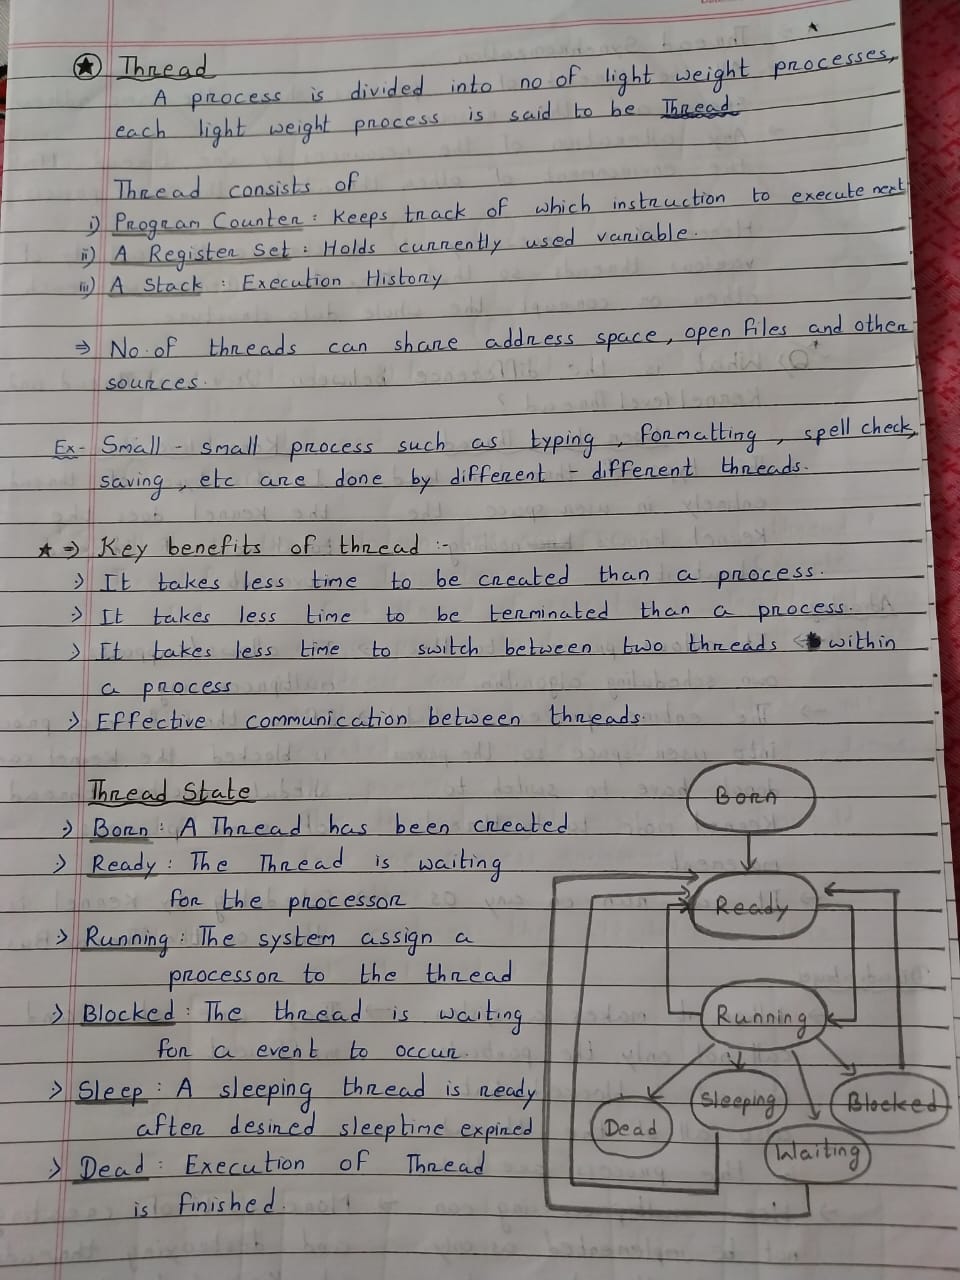 Thread
A process is divided into no of light weight processes,
each light weight process is said to be Thread.
Thread consists of
i) Program Counter : Keeps track of which instruction to execute next
ii) A Register Set : Holds currently used variable.
iii) A Stack : Execution History
⇒ No. of threads can share address space, open files and other
sources.
Ex- Small - small process such as typing , formatting , spell check,
saving , etc are done by different - different threads.
★ ⇒ Key benefits of thread :-
> It takes less time to be created than a process.
> It takes less time to be terminated than a process.
> It takes less time to switch between two threads within
a process
> Effective communication between threads.
Thread State
> Born : A Thread has been created
> Ready : The Thread is waiting
for the processor
> Running : The system assign a
processor to the thread
> Blocked : The thread is waiting
for a event to occur.
> Sleep : A sleeping thread is ready
after desired sleeptime expired
> Dead : Execution of Thread
is finished.
Born
Ready
Running
Dead
Sleeping
Blocked
Waiting